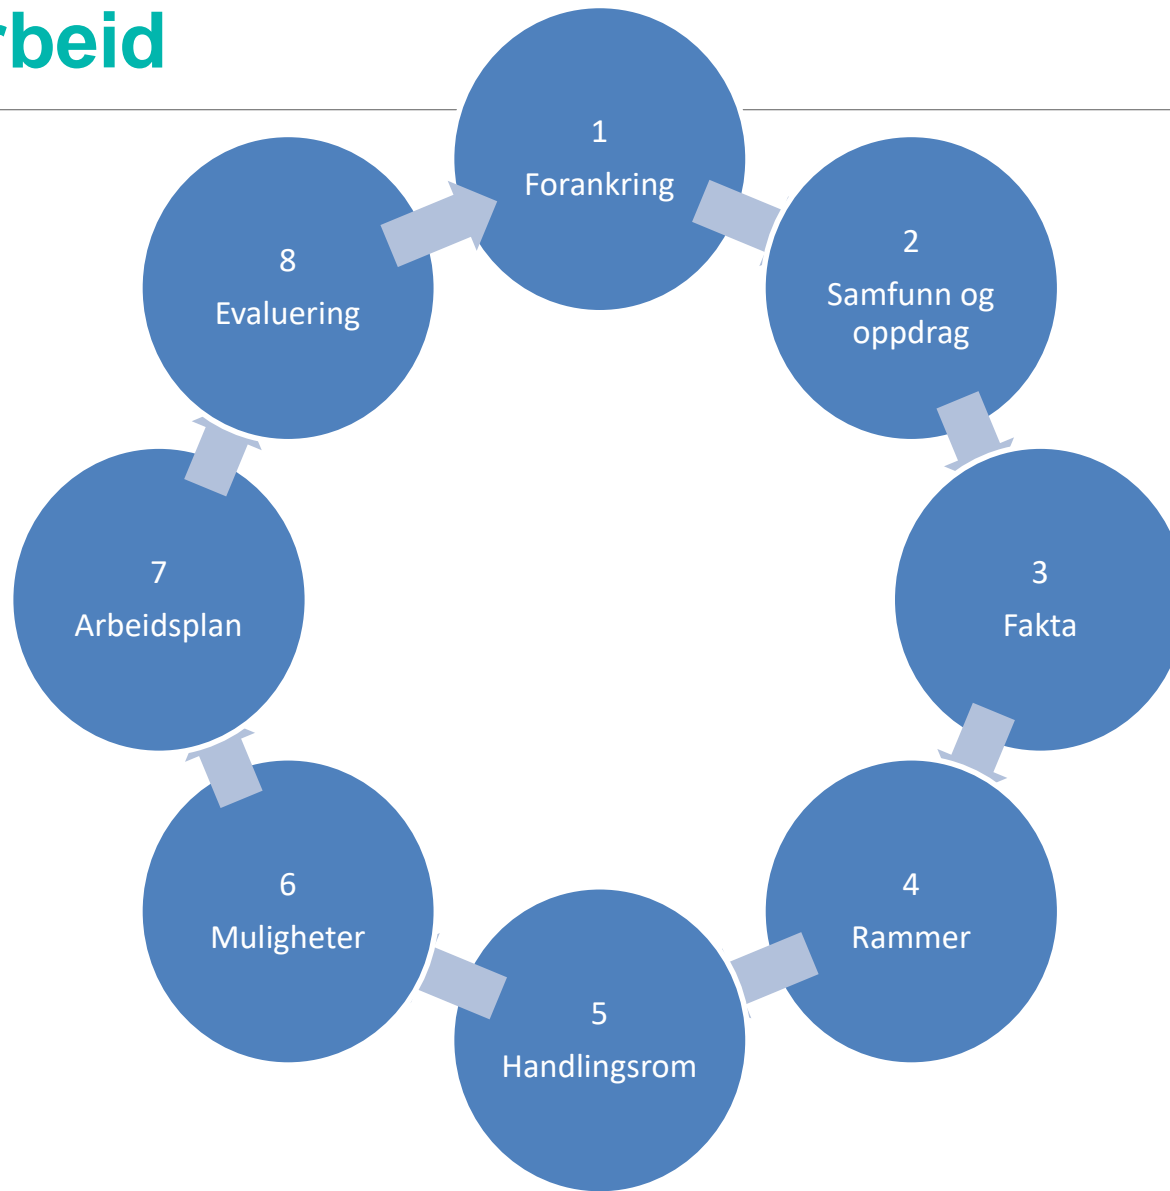 rbeid
1
Forankring
2
Samfunn og
oppdrag
3
Fakta
4
Rammer
5
Handlingsrom
6
Muligheter
7
Arbeidsplan
8
Evaluering